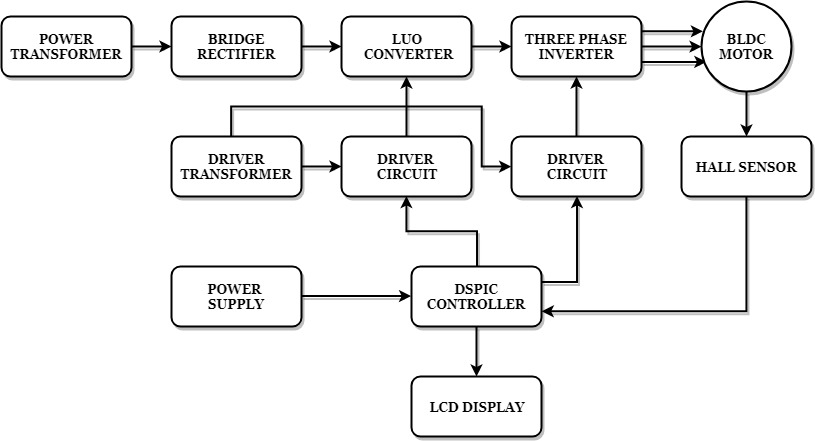 POWER
TRANSFORMER
BRIDGE
RECTIFIER
LUO
CONVERTER
THREE PHASE
INVERTER
BLDC
MOTOR
DRIVER
TRANSFORMER
DRIVER
CIRCUIT
DRIVER
CIRCUIT
HALL SENSOR
POWER
SUPPLY
DSPIC
CONTROLLER
LCD DISPLAY